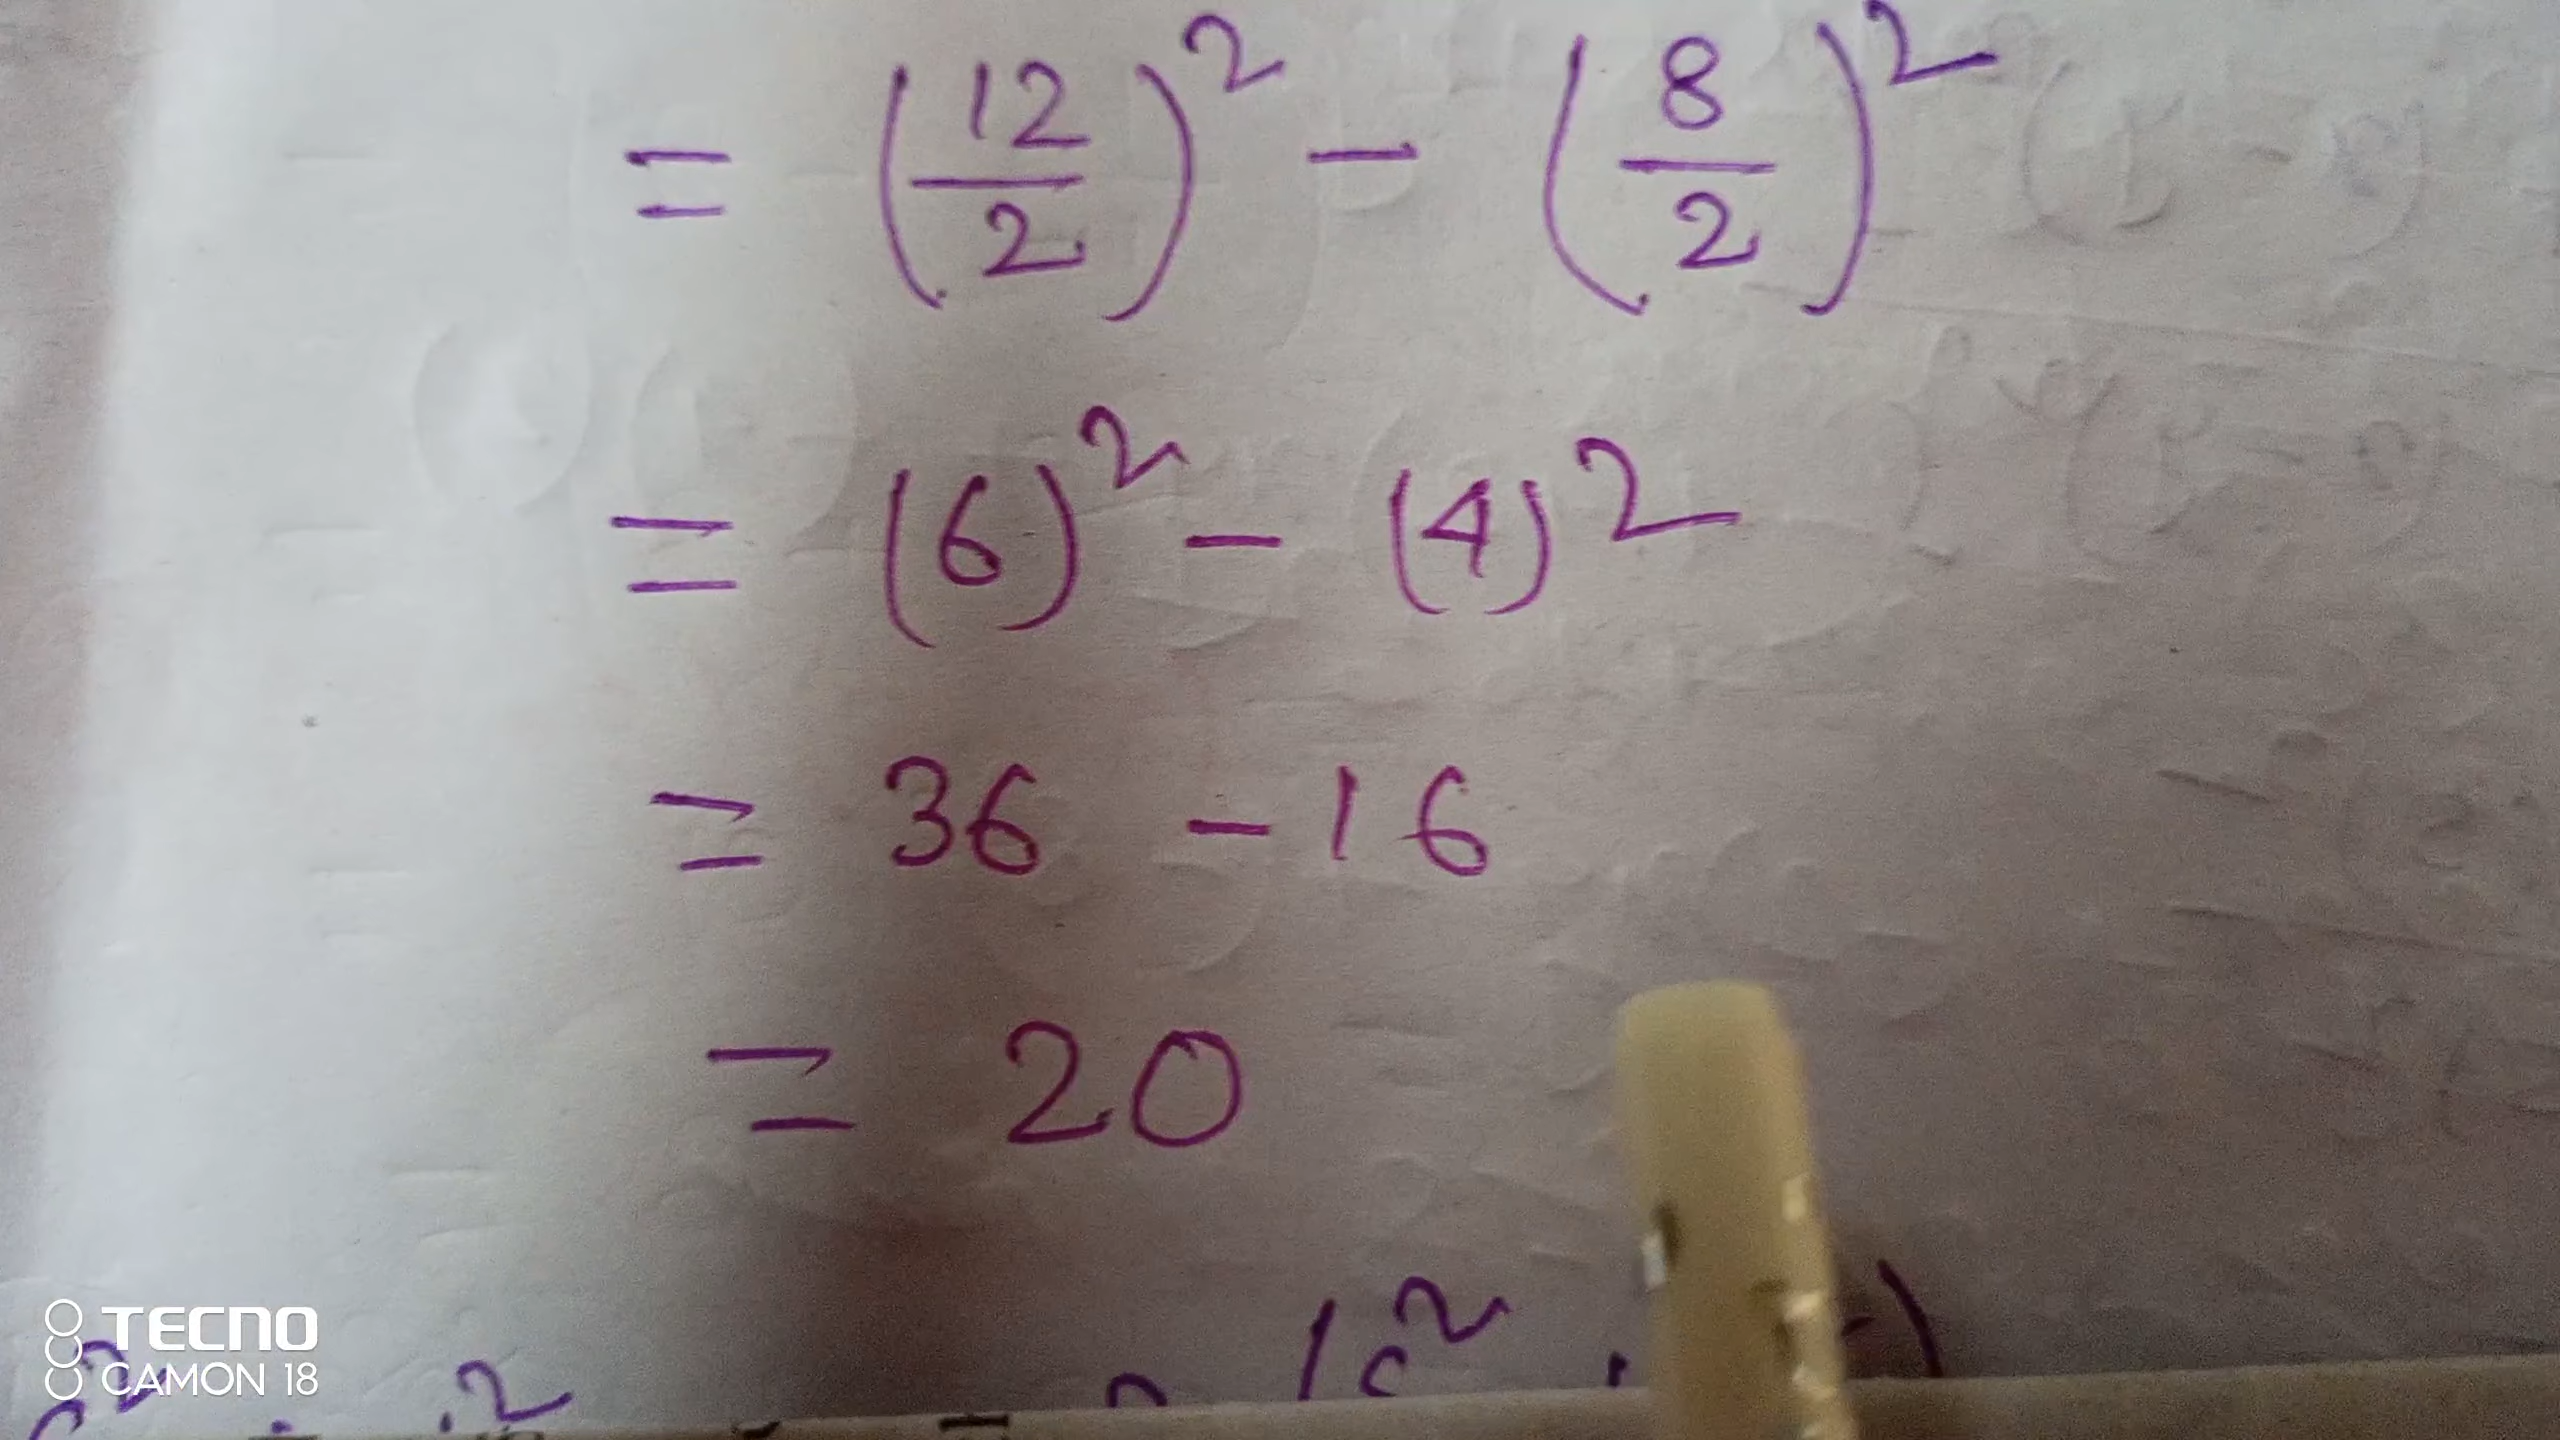 = (12/2)² - (8/2)²
= (6)² - (4)²
= 36 - 16
= 20
TECNO
CAMON 18